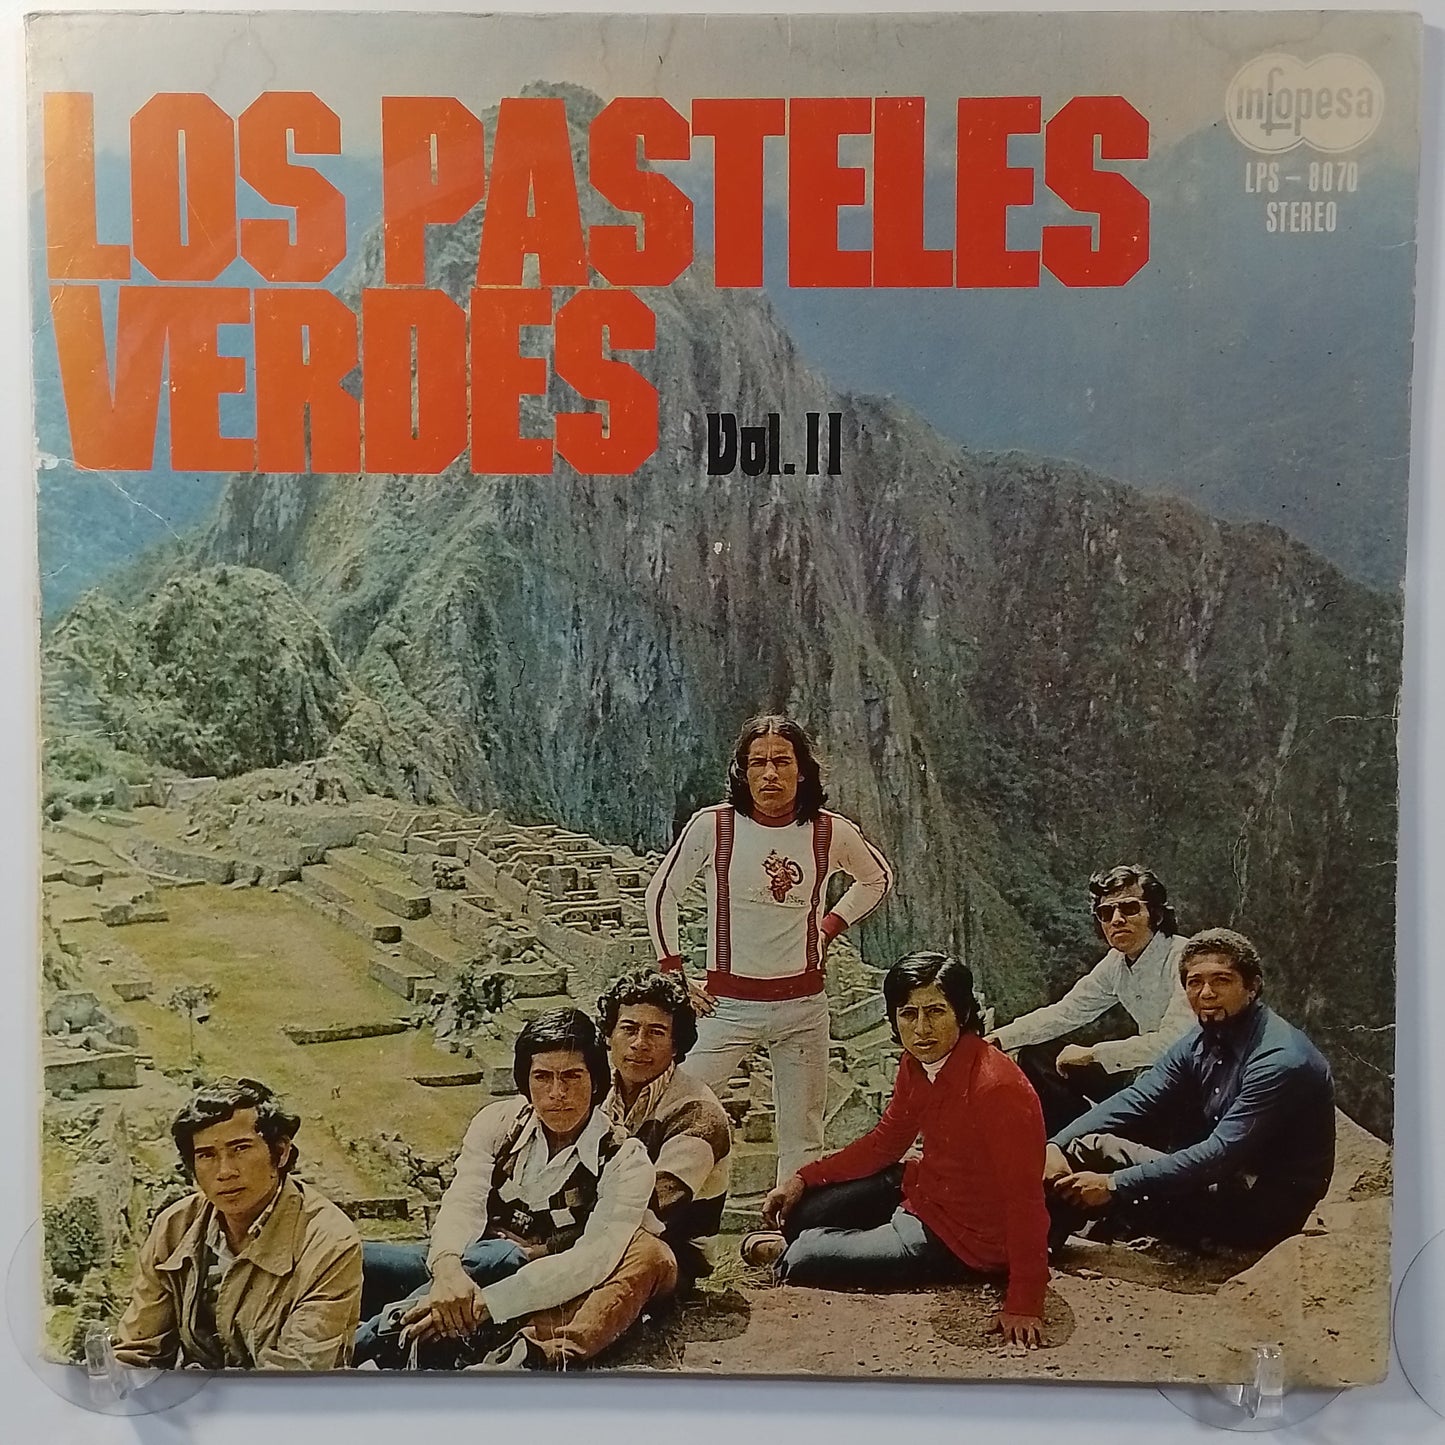 LOS PASTELES
VERDES
Vol. II
infopesa
LPS - 8070
STEREO